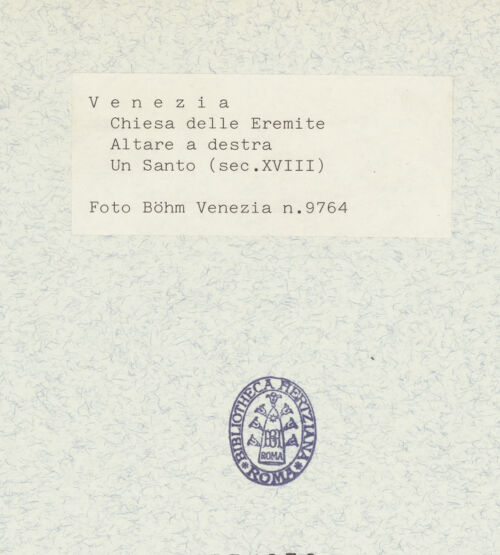 V e n e z i a
Chiesa delle Eremite
Altare a destra
Un Santo (sec.XVIII)
Foto Böhm Venezia n.9764
BIBLIOTHECA HERTZIANA
ROMA
ROMA